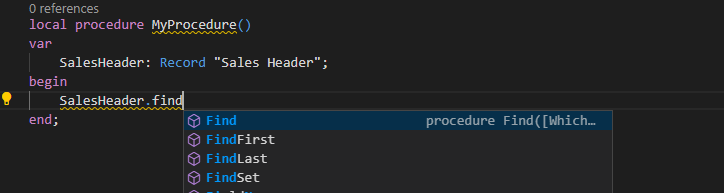 0 references
local procedure MyProcedure()
var
SalesHeader: Record "Sales Header";
begin
SalesHeader.find
end;
Find procedure Find([Which...
FindFirst
FindLast
FindSet